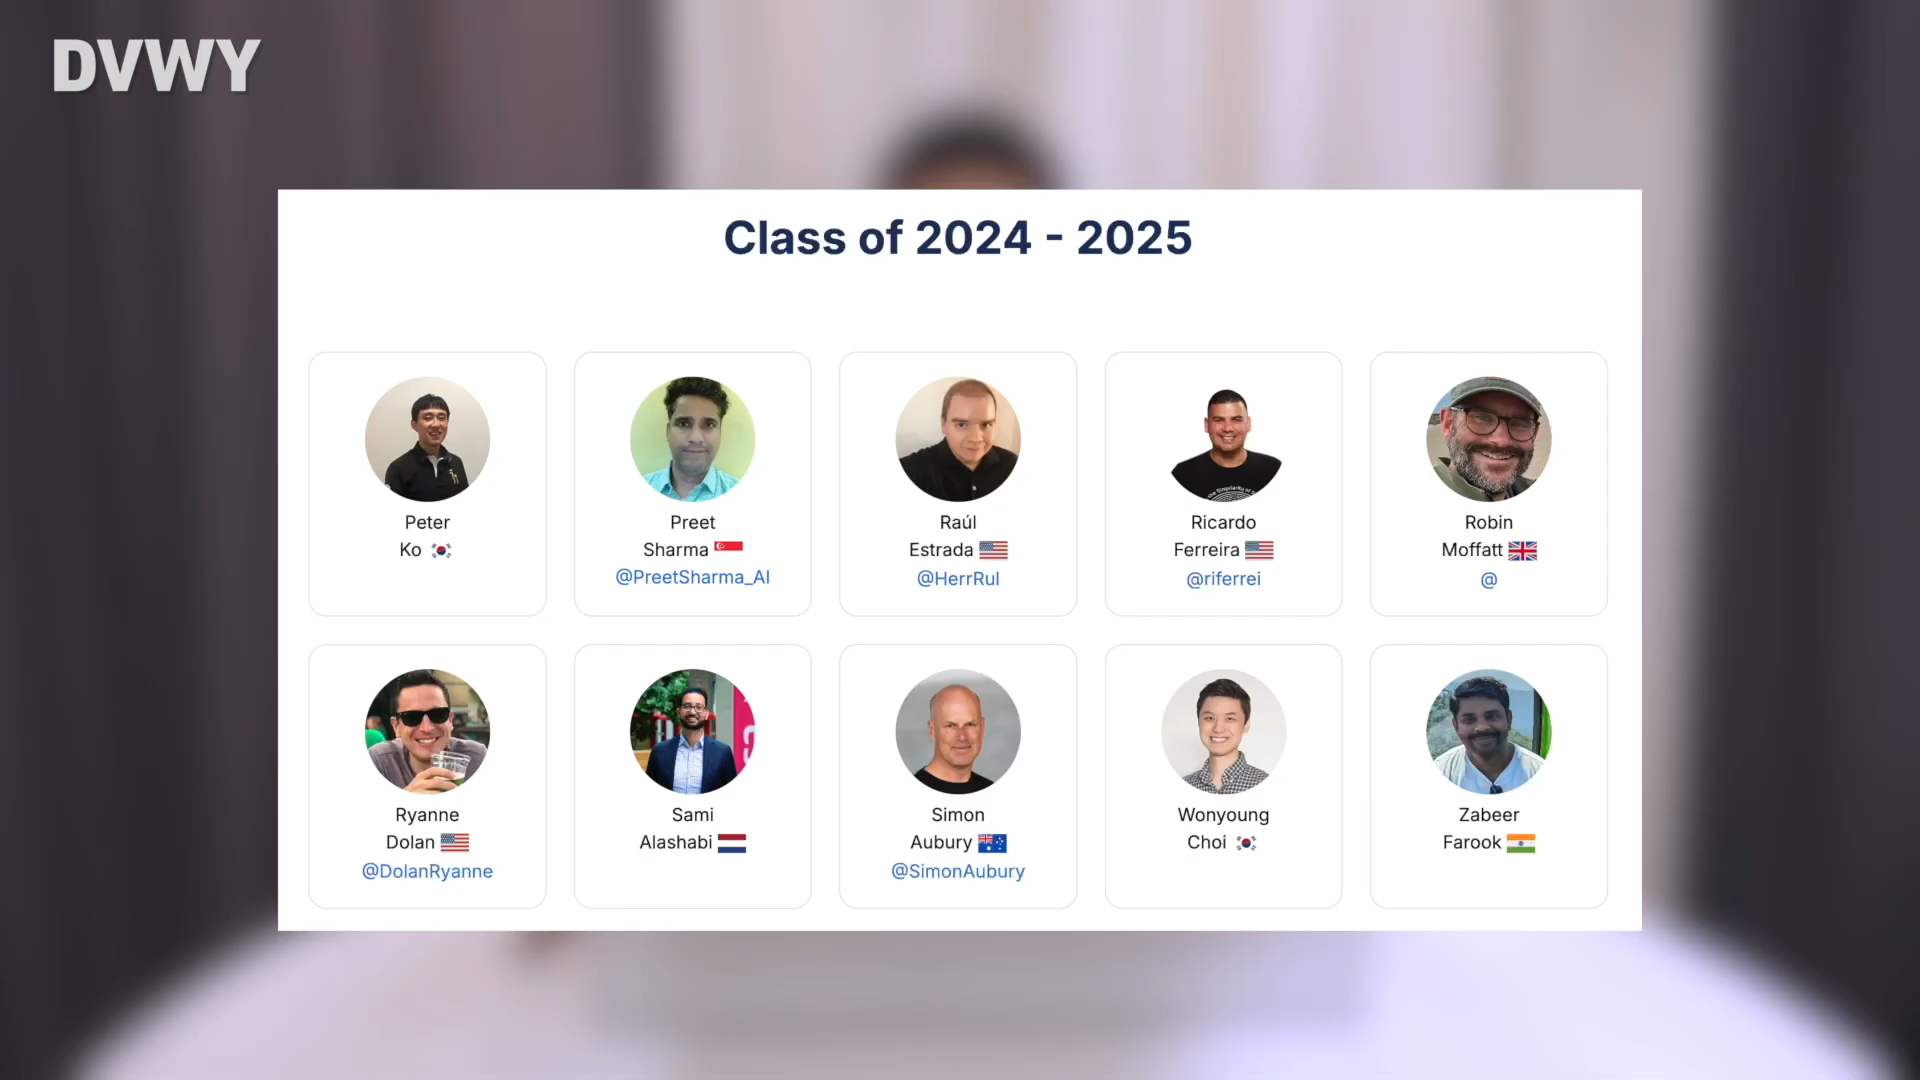 DVWY
Class of 2024 - 2025
Peter
Ko
Preet
Sharma
@PreetSharma_AI
Raúl
Estrada
@HerrRul
Ricardo
Ferreira
@riferrei
Robin
Moffatt
@
Ryanne
Dolan
@DolanRyanne
Sami
Alashabi
Simon
Aubury
@SimonAubury
Wonyoung
Choi
Zabeer
Farook